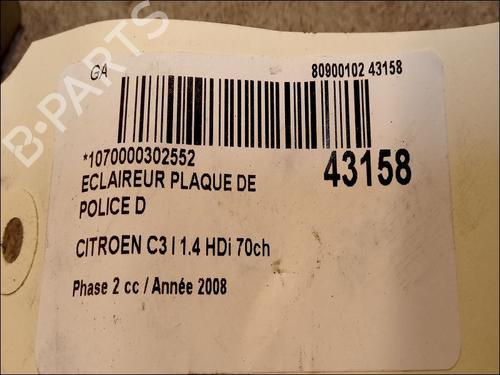 GA
80900102 43158
*1070000302552
43158
ECLAIREUR PLAQUE DE
POLICE D
CITROEN C3 I 1.4 HDi 70ch
Phase 2 cc / Année 2008
B-PARTS